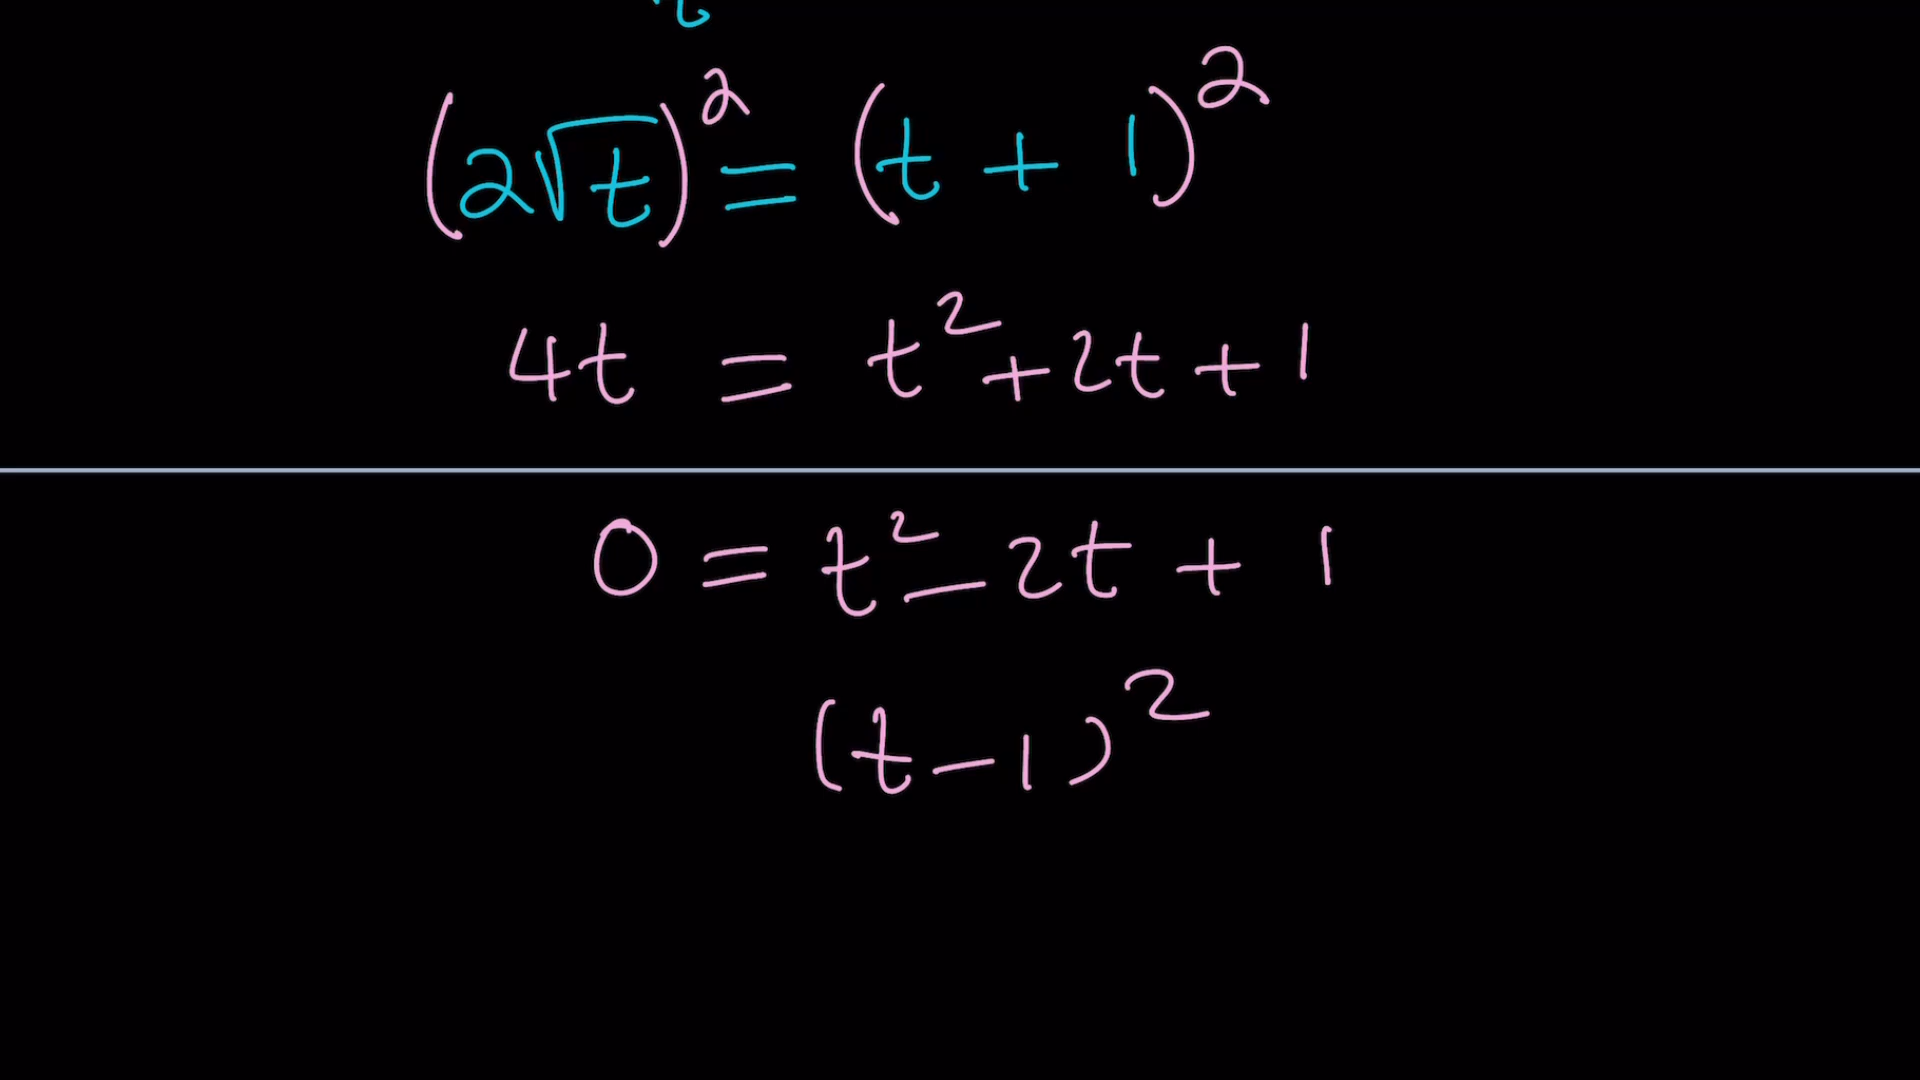 (2√t)² = (t + 1)²
4t = t² + 2t + 1
0 = t² - 2t + 1
(t - 1)²